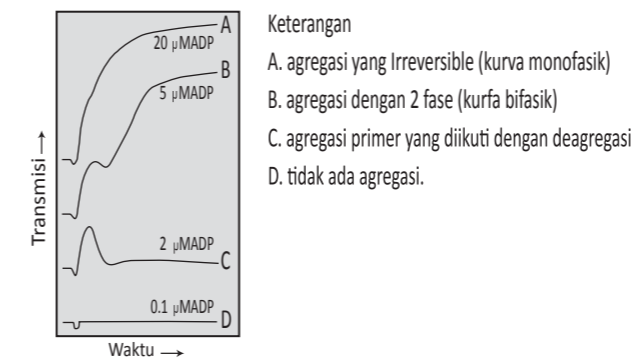 A
20 µMADP
B
5 µMADP
2 µMADP
C
0.1 µMADP
D
Transmisi
Waktu
Keterangan
A. agregasi yang Irreversible (kurva monofasik)
B. agregasi dengan 2 fase (kurfa bifasik)
C. agregasi primer yang diikuti dengan deagregasi
D. tidak ada agregasi.